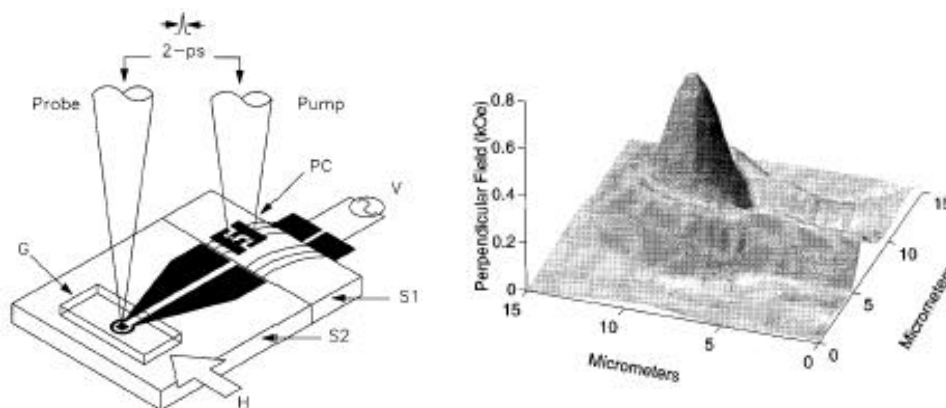 2-ps
Probe
Pump
PC
V
G
S1
S2
H
Perpendicular Field (kOe)
0.8
0.6
0.4
0.2
0
15
10
5
0
Micrometers
0
5
10
15
Micrometers